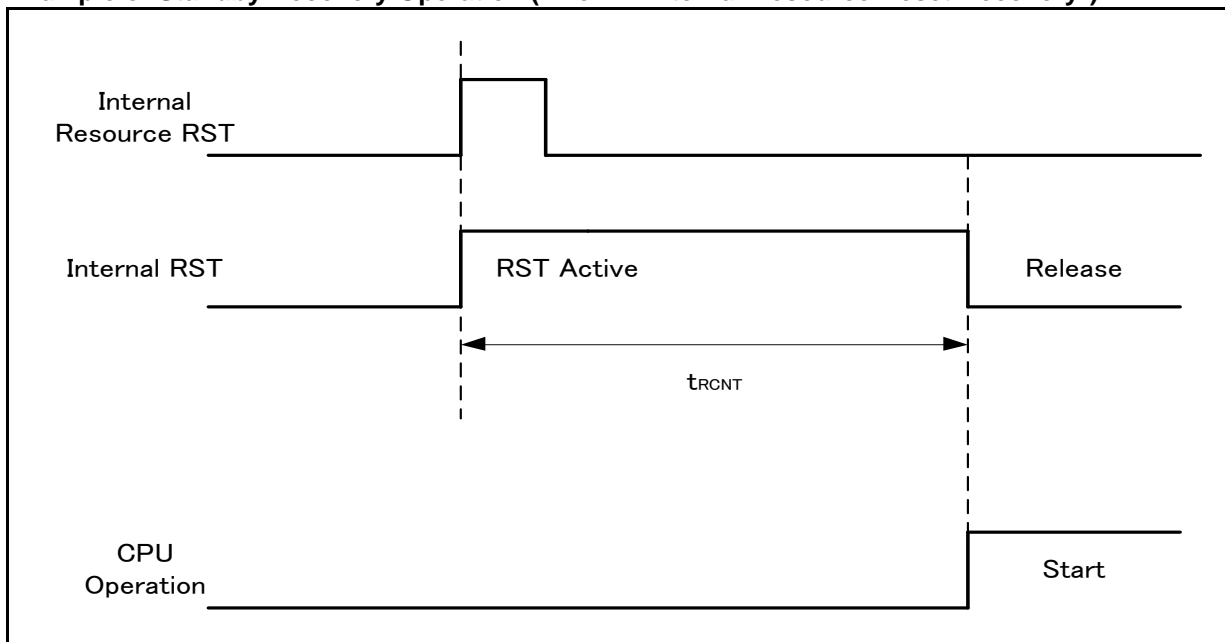 Internal
Resource RST
Internal RST
RST Active
Release
tRCNT
CPU
Operation
Start